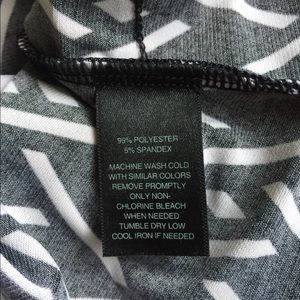 95% POLYESTER
5% SPANDEX
MACHINE WASH COLD
WITH SIMILAR COLORS
REMOVE PROMPTLY
ONLY NON-
CHLORINE BLEACH
WHEN NEEDED
TUMBLE DRY LOW
COOL IRON IF NEEDED